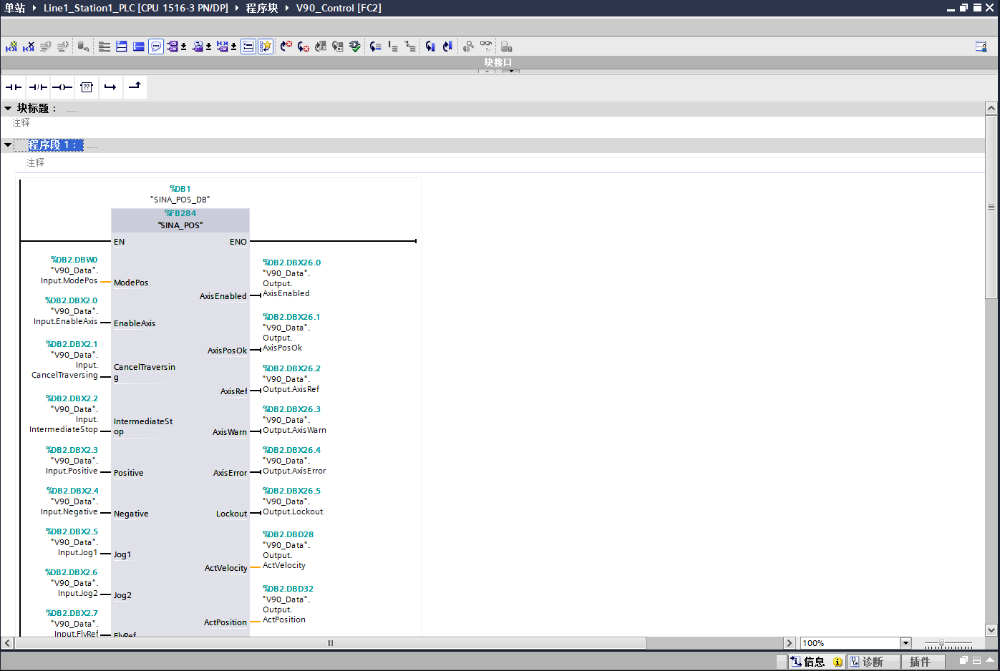 单站 Line1_Station1_PLC [CPU 1516-3 PN/DP] 程序块 V90_Control [FC2]
块接口
??
块标题： .....
注释
程序段 1： .....
注释
%DB1
"SINA_POS_DB"
%FB284
"SINA_POS"
EN ENO
%DB2.DBW0
"V90_Data".
Input.ModePos
ModePos
%DB2.DBX26.0
"V90_Data".
Output.
AxisEnabled
AxisEnabled
%DB2.DBX2.0
"V90_Data".
Input.EnableAxis
EnableAxis
%DB2.DBX26.1
"V90_Data".
Output.
AxisPosOk
AxisPosOk
%DB2.DBX2.1
"V90_Data".
Input.
CancelTraversing
CancelTraversin
g
%DB2.DBX26.2
"V90_Data".
Output.AxisRef
AxisRef
%DB2.DBX2.2
"V90_Data".
Input.
IntermediateStop
IntermediateSt
op
%DB2.DBX26.3
"V90_Data".
Output.AxisWarn
AxisWarn
%DB2.DBX2.3
"V90_Data".
Input.Positive
Positive
%DB2.DBX26.4
"V90_Data".
Output.AxisError
AxisError
%DB2.DBX2.4
"V90_Data".
Input.Negative
Negative
%DB2.DBX26.5
"V90_Data".
Output.Lockout
Lockout
%DB2.DBX2.5
"V90_Data".
Input.Jog1
Jog1
%DB2.DBD28
"V90_Data".
Output.
ActVelocity
ActVelocity
%DB2.DBX2.6
"V90_Data".
Input.Jog2
Jog2
%DB2.DBD32
"V90_Data".
Output.
ActPosition
ActPosition
%DB2.DBX2.7
"V90_Data".
Input.FlyRef
FlyRef
100%
信息 诊断 插件